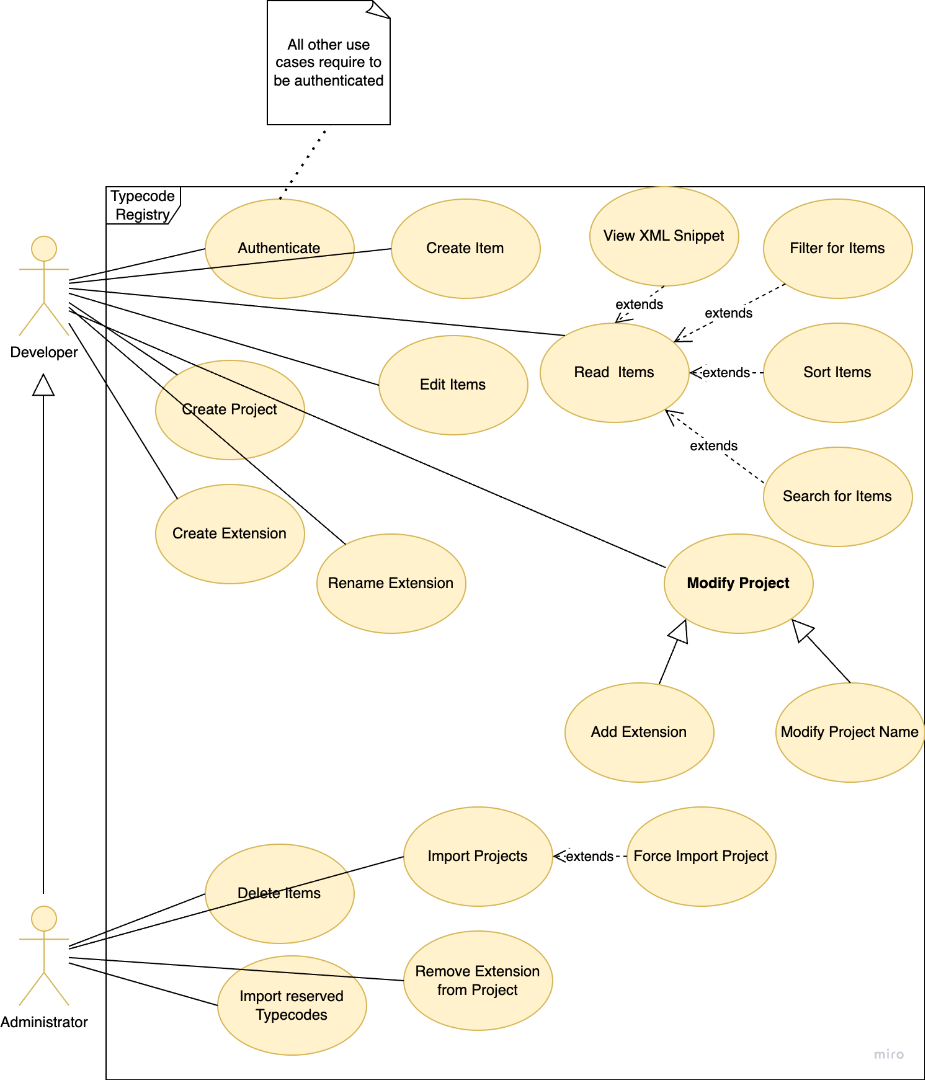 All other use
cases require to
be authenticated
Typecode
Registry
Authenticate
Create Item
View XML Snippet
Filter for Items
extends
extends
Developer
Read  Items
extends
Sort Items
Edit Items
Create Project
extends
Search for Items
Create Extension
Rename Extension
Modify Project
Add Extension
Modify Project Name
Import Projects
extends
Force Import Project
Delete Items
Remove Extension
from Project
Import reserved
Typecodes
Administrator
miro